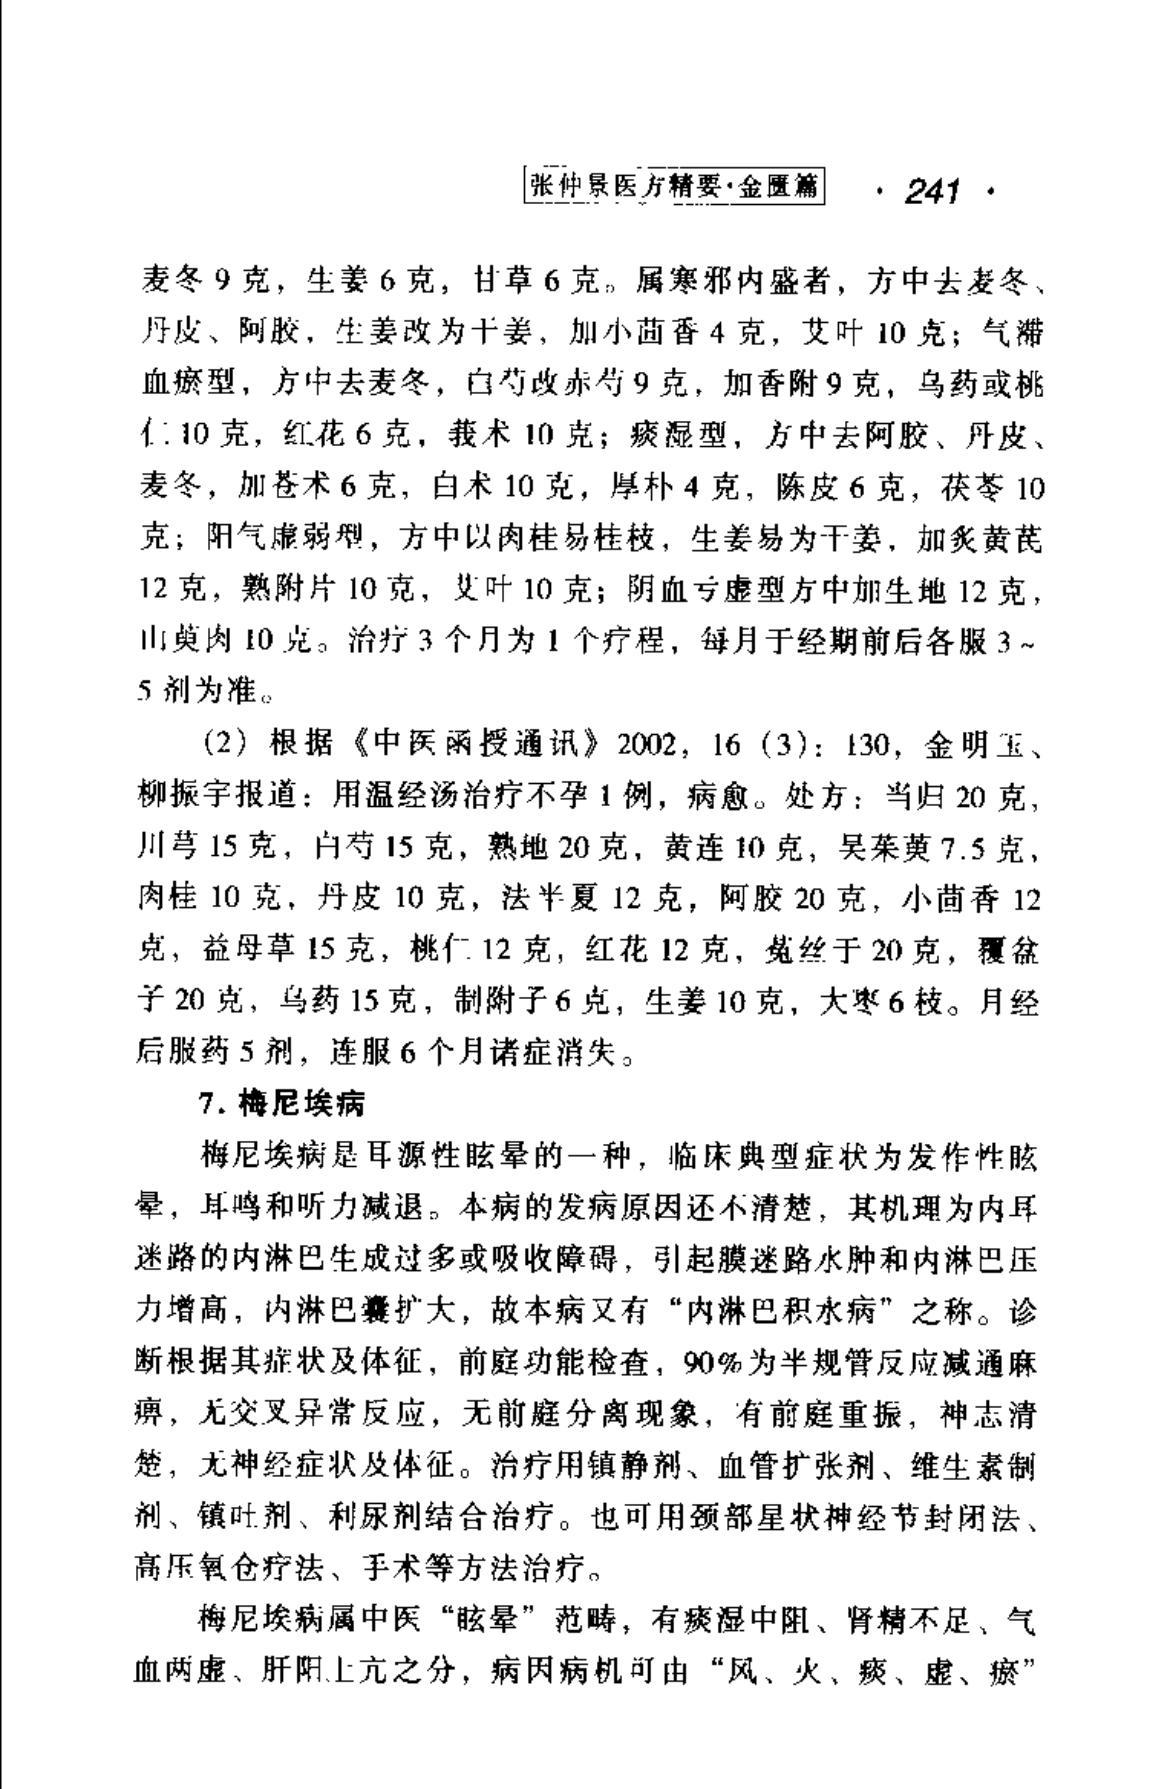 张仲景医方精要·金匮篇 · 241 ·
麦冬 9 克，生姜 6 克，甘草 6 克。属寒邪内盛者，方中去麦冬、
丹皮、阿胶，生姜改为干姜，加小茴香 4 克，艾叶 10 克；气滞
血瘀型，方中去麦冬，白芍改赤芍 9 克，加香附 9 克，乌药或桃
仁 10 克，红花 6 克，莪术 10 克；痰湿型，方中去阿胶、丹皮、
麦冬，加苍术 6 克，白术 10 克，厚朴 4 克，陈皮 6 克，茯苓 10
克；阳气虚弱型，方中以肉桂易桂枝，生姜易为干姜，加炙黄芪
12 克，熟附片 10 克，艾叶 10 克；阴血亏虚型方中加生地 12 克，
山萸肉 10 克。治疗 3 个月为 1 个疗程，每月于经期前后各服 3～
5 剂为准。
（2）根据《中医函授通讯》2002，16（3）：130，金明玉、
柳振宇报道：用温经汤治疗不孕 1 例，病愈。处方：当归 20 克，
川芎 15 克，白芍 15 克，熟地 20 克，黄连 10 克，吴茱萸 7.5 克，
肉桂 10 克，丹皮 10 克，法半夏 12 克，阿胶 20 克，小茴香 12
克，益母草 15 克，桃仁 12 克，红花 12 克，菟丝子 20 克，覆盆
子 20 克，乌药 15 克，制附子 6 克，生姜 10 克，大枣 6 枝。月经
后服药 5 剂，连服 6 个月诸症消失。
7. 梅尼埃病
梅尼埃病是耳源性眩晕的一种，临床典型症状为发作性眩
晕，耳鸣和听力减退。本病的发病原因还不清楚，其机理为内耳
迷路的内淋巴生成过多或吸收障碍，引起膜迷路水肿和内淋巴压
力增高，内淋巴囊扩大，故本病又有“内淋巴积水病”之称。诊
断根据其症状及体征，前庭功能检查，90%为半规管反应减通麻
痹，无交叉异常反应，无前庭分离现象，有前庭重振，神志清
楚，无神经症状及体征。治疗用镇静剂、血管扩张剂、维生素制
剂、镇吐剂、利尿剂结合治疗。也可用颈部星状神经节封闭法、
高压氧仓疗法、手术等方法治疗。
梅尼埃病属中医“眩晕”范畴，有痰湿中阻、肾精不足、气
血两虚、肝阳上亢之分，病因病机可由“风、火、痰、虚、瘀”